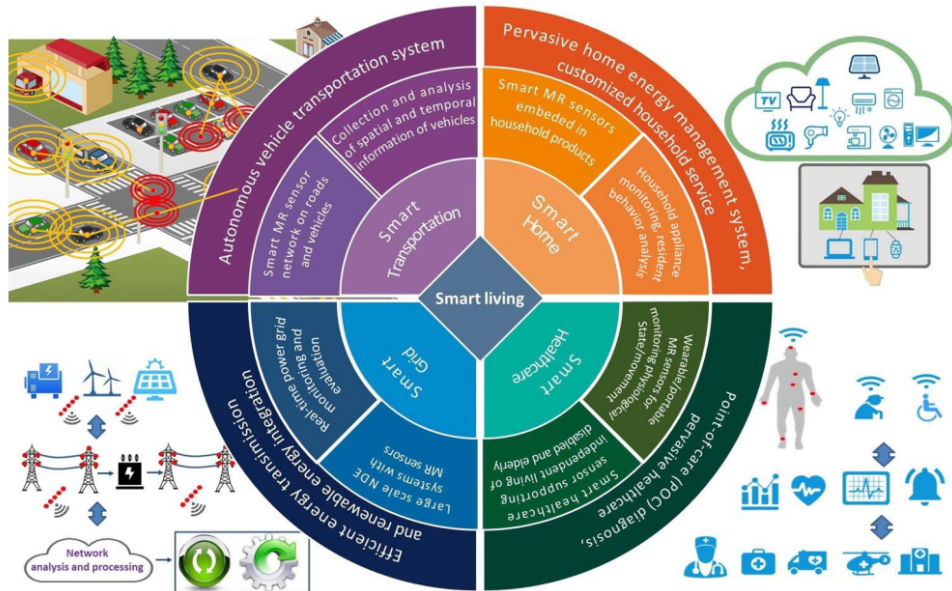 Autonomous vehicle transportation system
Collection and analysis
of spatial and temporal
information of vehicles
Smart MR sensor
network on roads
and vehicles
Smart
Transportation
Pervasive home energy management system,
customized household service
Smart MR sensors
embeded in
household products
Household appliance
monitoring, resident
behavior analysis
Smart
Home
TV
Smart living
Smart
Grid
Real-time power grid
monitoring and
evaluation
Large scale NDE
systems with
MR sensors
Efficient energy transimission
and renewable energy integration
Smart
Healthcare
Wearable/portable
MR sensors for
monitoring physiological
State/movement
Smart healthcare
sensor supporting
independent living of
disabled and elderly
Point-of-care (POC) diagnosis,
pervasive healthcare
Network
analysis and processing